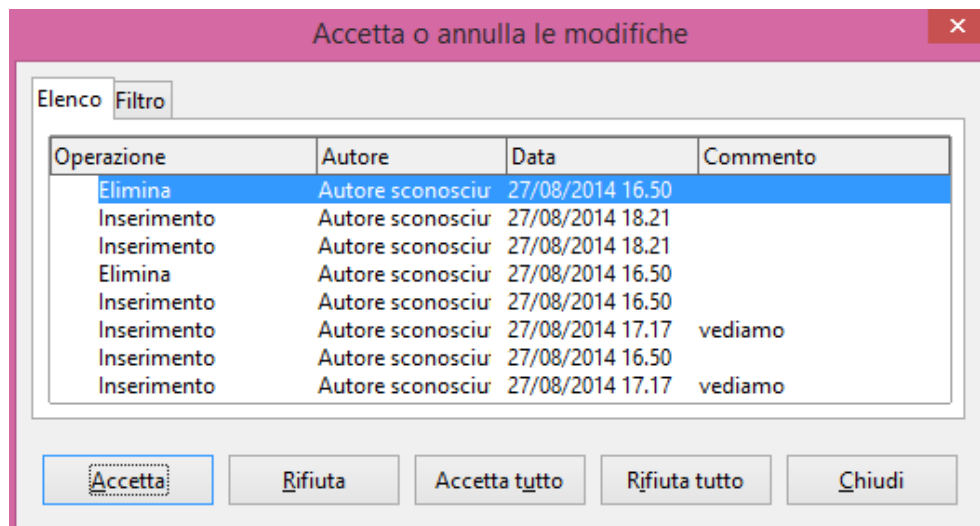 Accetta o annulla le modifiche
Elenco Filtro
Operazione Autore Data Commento
Elimina Autore sconosciu 27/08/2014 16.50
Inserimento Autore sconosciu 27/08/2014 18.21
Inserimento Autore sconosciu 27/08/2014 18.21
Elimina Autore sconosciu 27/08/2014 16.50
Inserimento Autore sconosciu 27/08/2014 16.50
Inserimento Autore sconosciu 27/08/2014 17.17 vediamo
Inserimento Autore sconosciu 27/08/2014 16.50
Inserimento Autore sconosciu 27/08/2014 17.17 vediamo
Accetta Rifiuta Accetta tutto Rifiuta tutto Chiudi